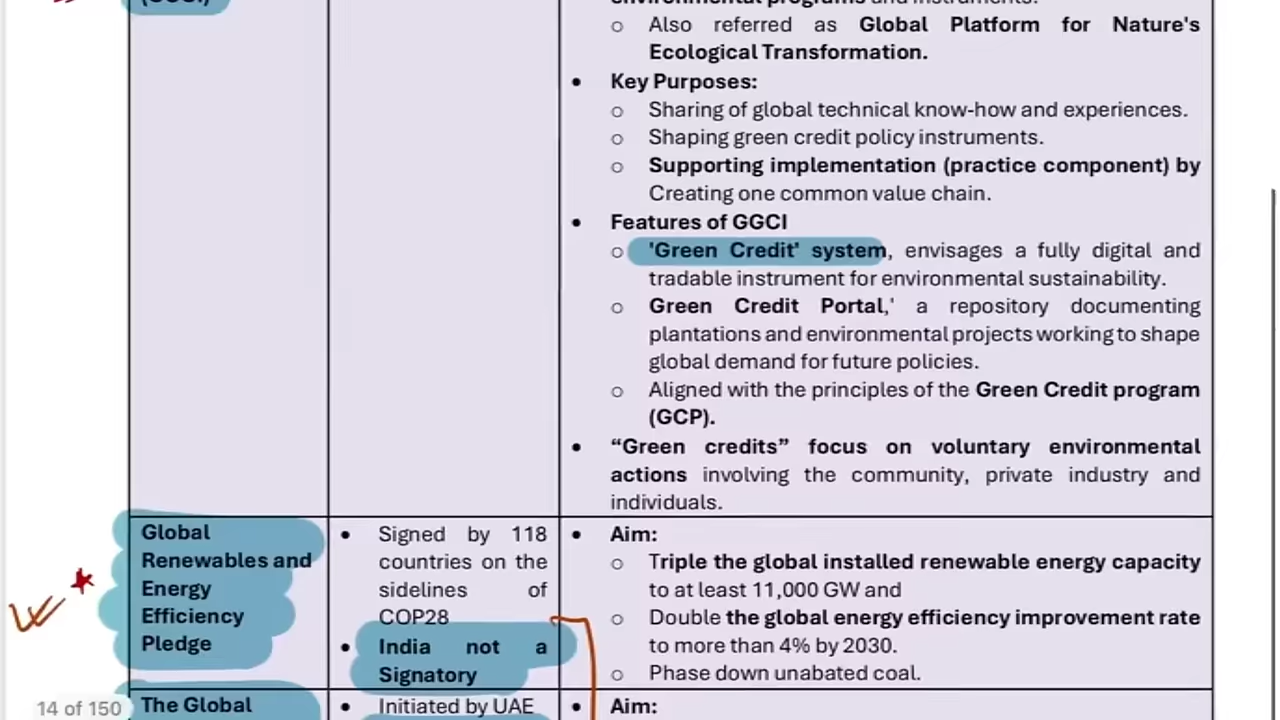 (GGCI)
environmental programs and instruments.
o Also referred as Global Platform for Nature's
Ecological Transformation.
• Key Purposes:
o Sharing of global technical know-how and experiences.
o Shaping green credit policy instruments.
o Supporting implementation (practice component) by
Creating one common value chain.
• Features of GGCI
o 'Green Credit' system, envisages a fully digital and
tradable instrument for environmental sustainability.
o Green Credit Portal,' a repository documenting
plantations and environmental projects working to shape
global demand for future policies.
o Aligned with the principles of the Green Credit program
(GCP).
• “Green credits” focus on voluntary environmental
actions involving the community, private industry and
individuals.
Global
Renewables and
Energy
Efficiency
Pledge
• Signed by 118
countries on the
sidelines of
COP28
• India not a
Signatory
• Aim:
o Triple the global installed renewable energy capacity
to at least 11,000 GW and
o Double the global energy efficiency improvement rate
to more than 4% by 2030.
o Phase down unabated coal.
The Global
• Initiated by UAE
• Aim:
14 of 150